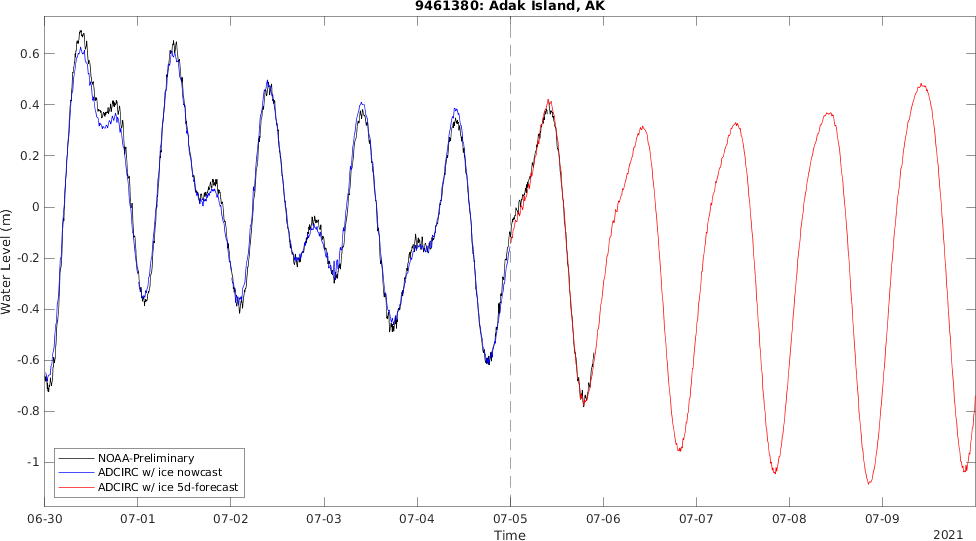 9461380: Adak Island, AK
0.6
0.4
0.2
0
-0.2
-0.4
-0.6
-0.8
-1
Water Level (m)
NOAA-Preliminary
ADCIRC w/ ice nowcast
ADCIRC w/ ice 5d-forecast
06-30 07-01 07-02 07-03 07-04 07-05 07-06 07-07 07-08 07-09
Time
2021